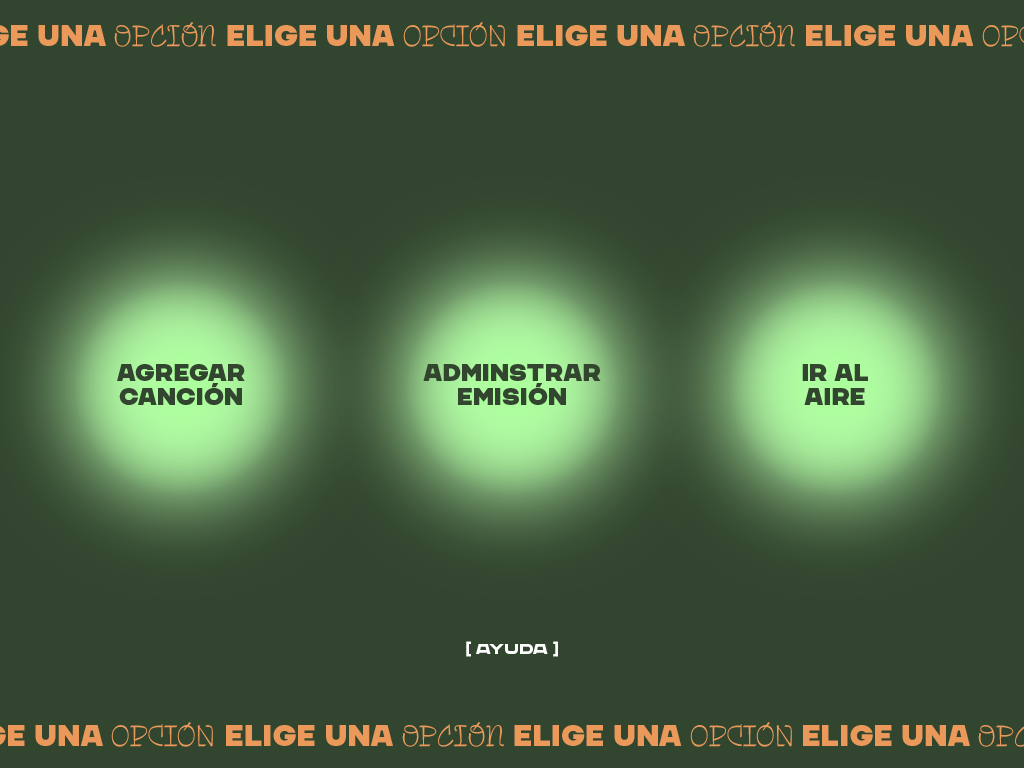 GE UNA OPCIÓN ELIGE UNA OPCIÓN ELIGE UNA OPCIÓN ELIGE UNA OPC
AGREGAR
CANCIÓN
ADMINSTRAR
EMISIÓN
IR AL
AIRE
[ AYUDA ]
GE UNA OPCIÓN ELIGE UNA OPCIÓN ELIGE UNA OPCIÓN ELIGE UNA OPC